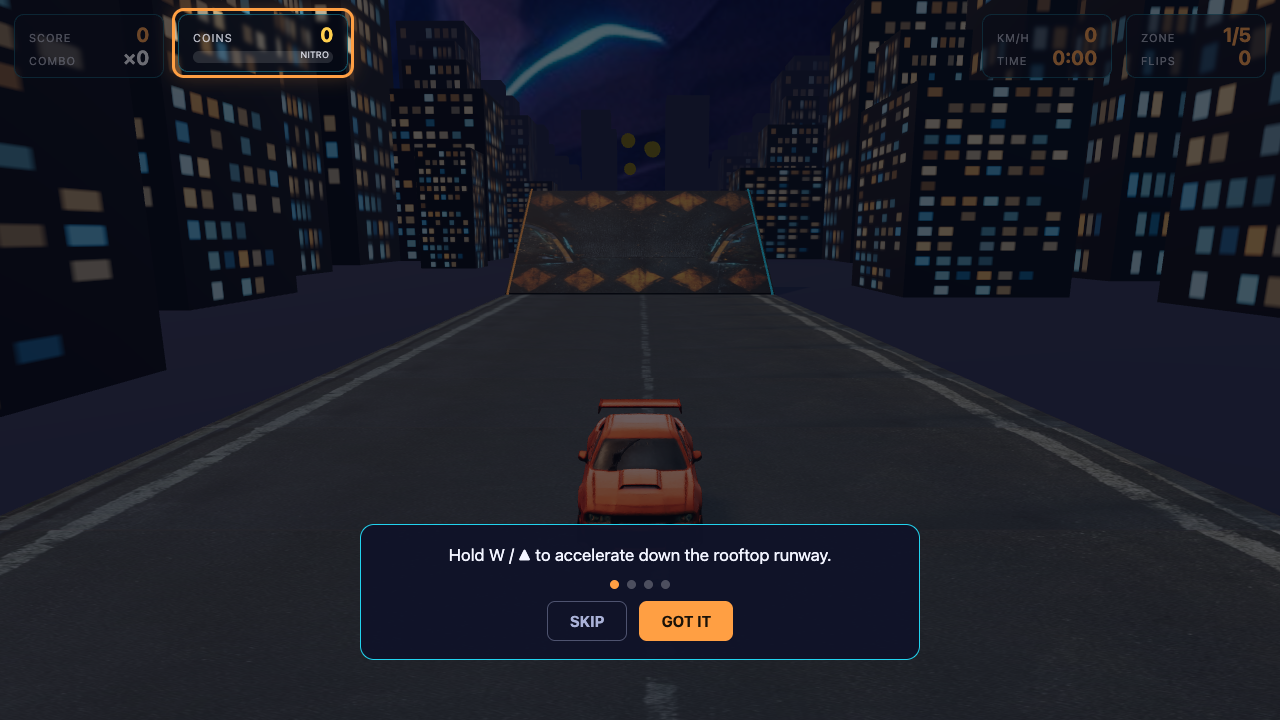 SCORE 0
COMBO ×0
COINS 0
NITRO
KM/H 0
TIME 0:00
ZONE 1/5
FLIPS 0
Hold W / ▲ to accelerate down the rooftop runway.
SKIP
GOT IT